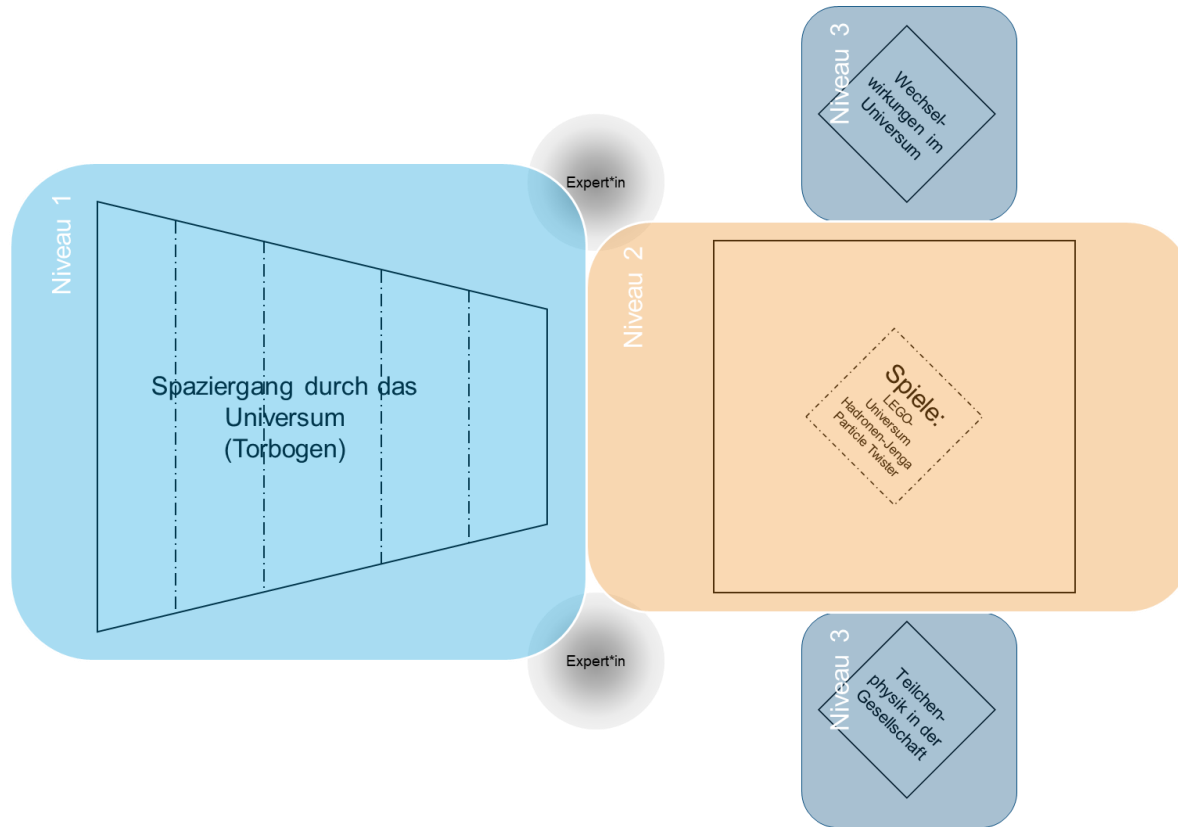 Niveau 1
Spaziergang durch das
Universum
(Torbogen)
Expert*in
Expert*in
Niveau 2
Spiele:
LEGO-
Universum
Hadronen-Jenga
Particle Twister
Niveau 3
Wechsel-
wirkungen im
Universum
Niveau 3
Teilchen-
physik in der
Gesellschaft